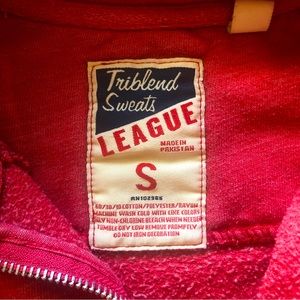 Triblend
Sweats
LEAGUE
MADE IN
PAKISTAN
S
RN102985
60/30/10 COTTON/POLYESTER/RAYON
MACHINE WASH COLD WITH LIKE COLORS
ONLY NON-CHLORINE BLEACH WHEN NEEDED
TUMBLE DRY LOW REMOVE PROMPTLY
DO NOT IRON DECORATION